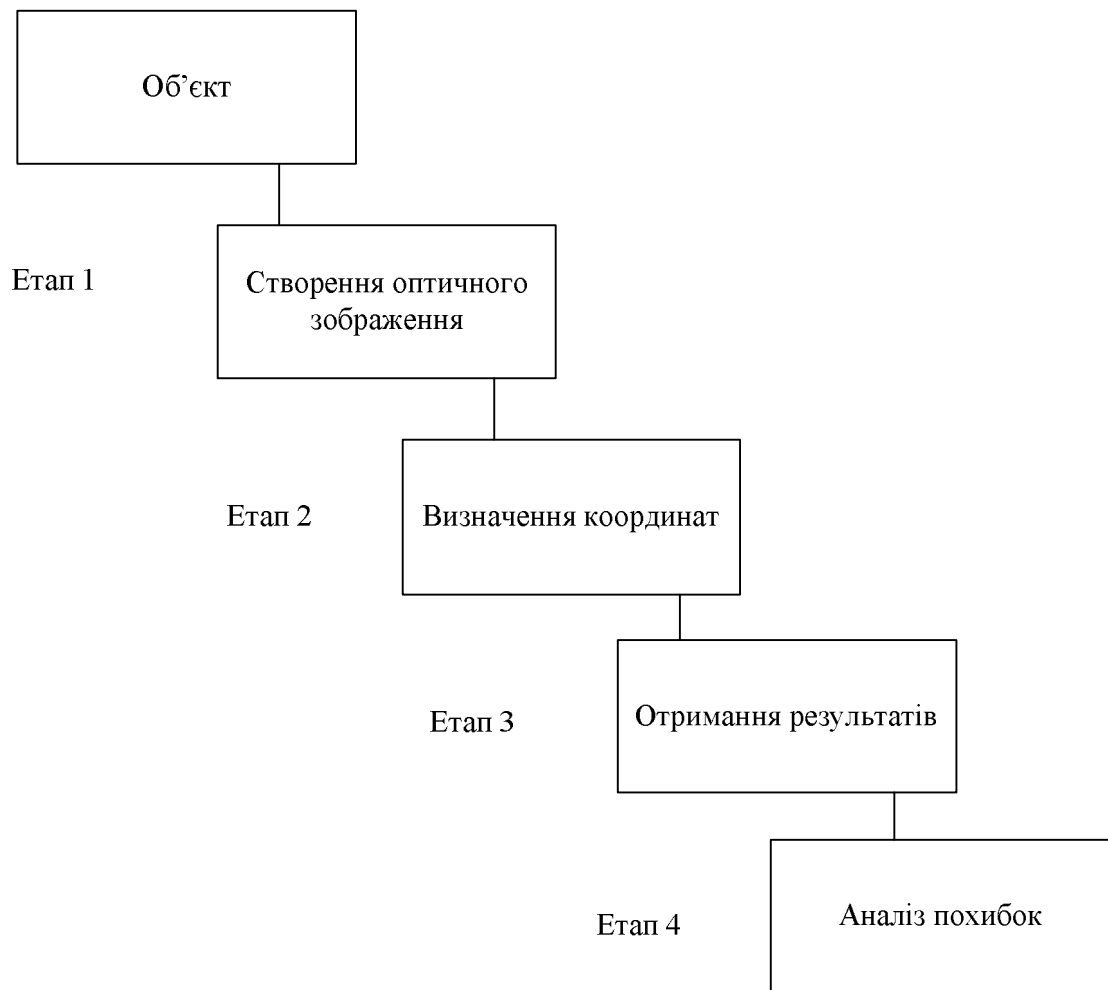 Об’єкт
Етап 1
Створення оптичного
зображення
Етап 2
Визначення координат
Етап 3
Отримання результатів
Етап 4
Аналіз похибок